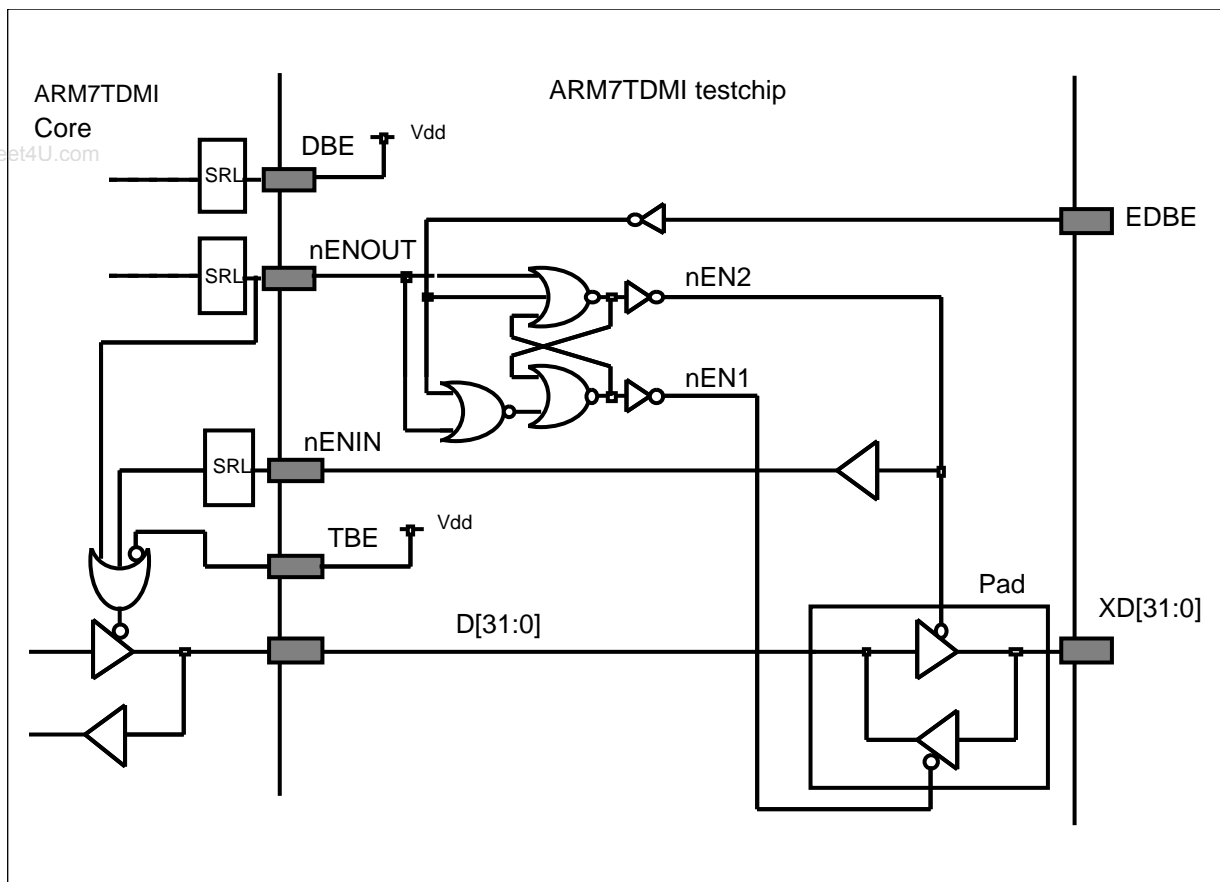 ARM7TDMI
Core
ARM7TDMI testchip
eet4U.com
DBE
Vdd
SRL
EDBE
nENOUT
SRL
nEN2
nEN1
nENIN
SRL
TBE
Vdd
Pad
D[31:0]
XD[31:0]